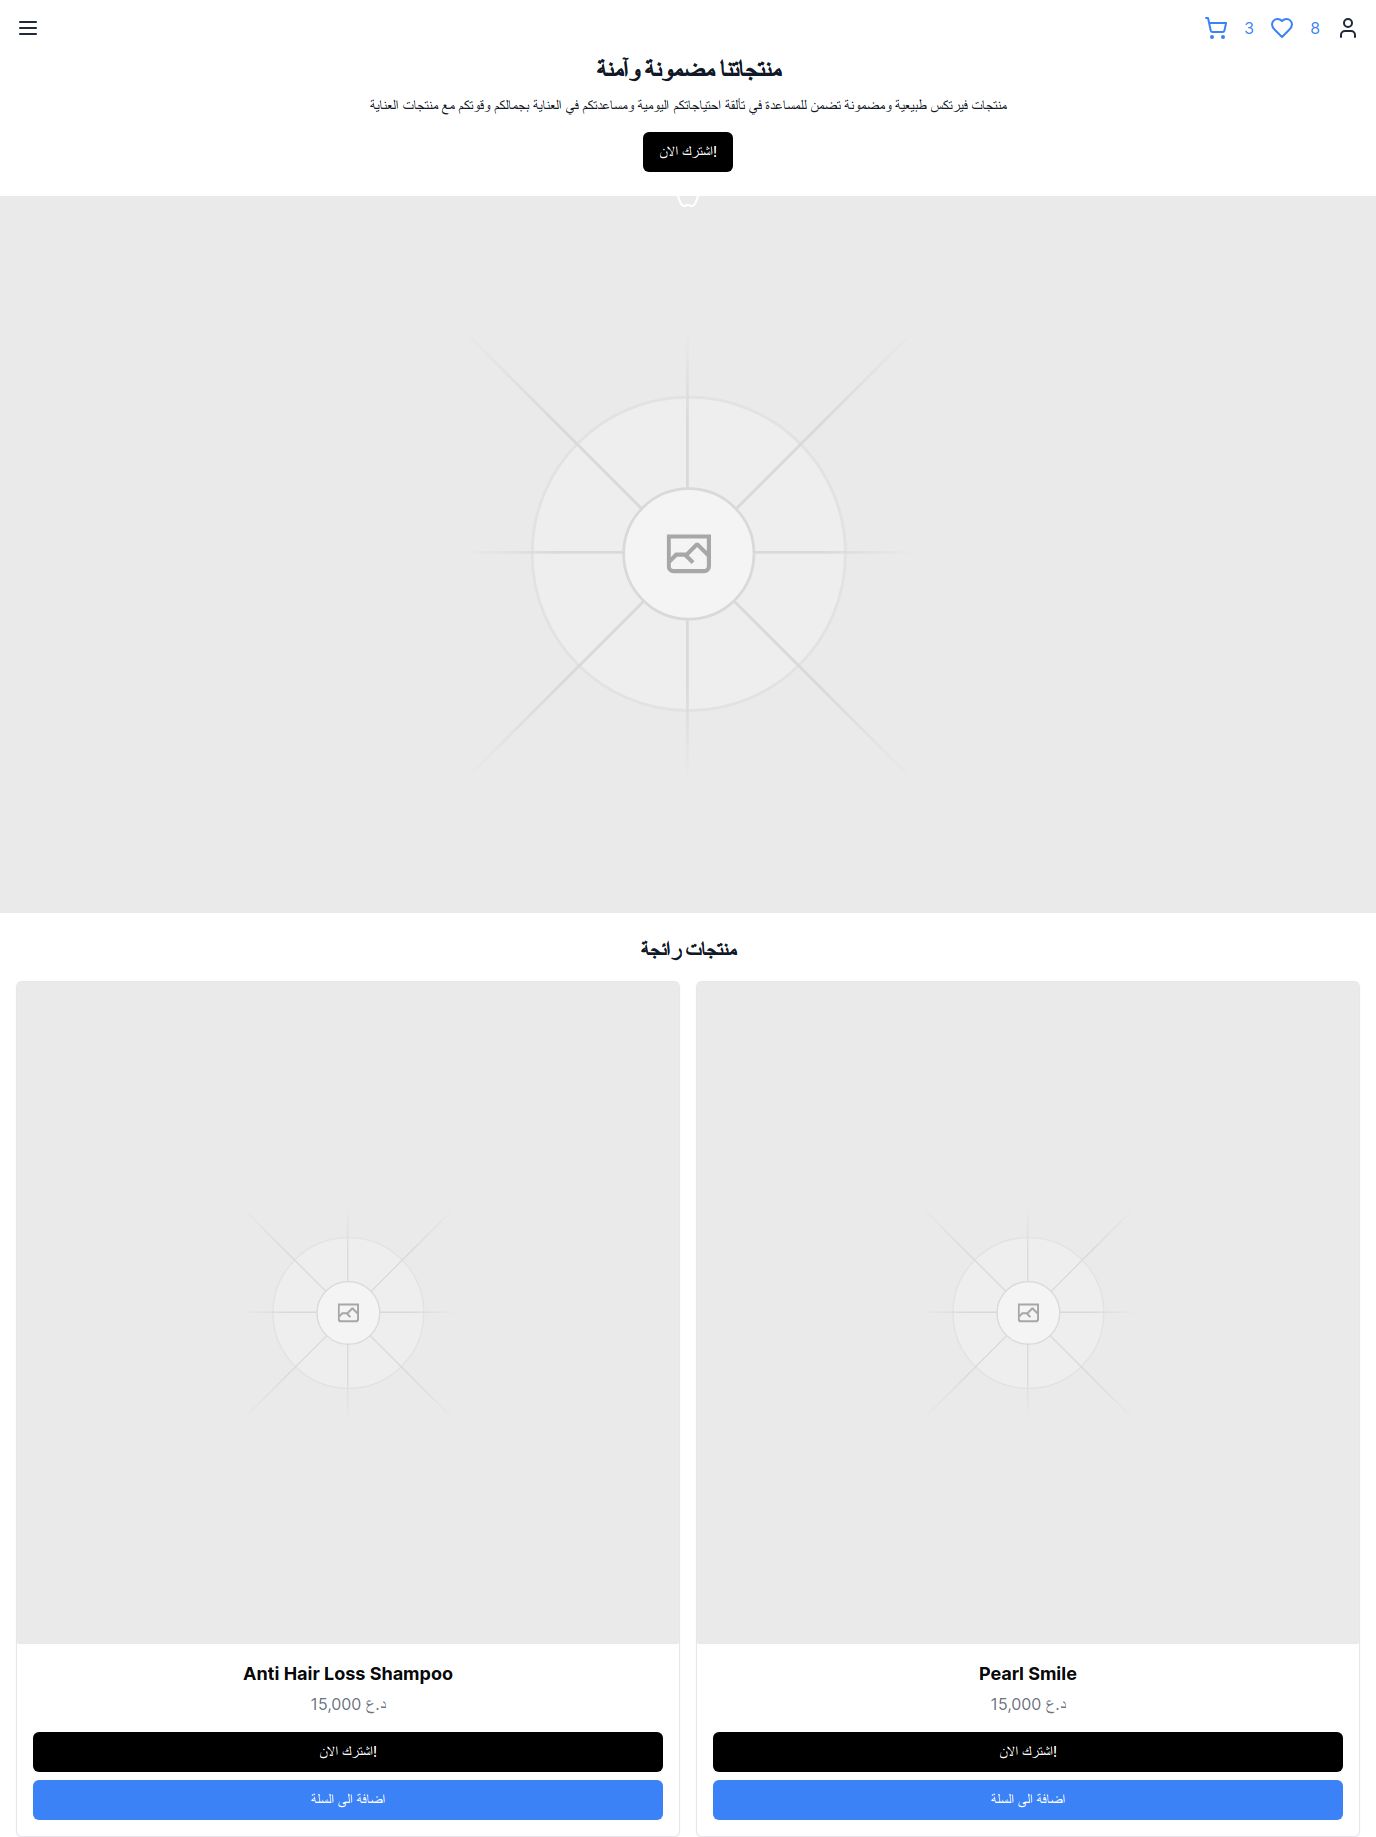 3
8
منتجاتنا مضمونة وآمنة
منتجات فيرتكس طبيعية ومضمونة تضمن للمساعدة في تألقة احتياجاتكم اليومية ومساعدتكم في العناية بجمالكم وقوتكم مع منتجات العناية
اشترك الان!
منتجات رائجة
Anti Hair Loss Shampoo
15,000 د.ع
اشترك الان!
اضافة الى السلة
Pearl Smile
15,000 د.ع
اشترك الان!
اضافة الى السلة